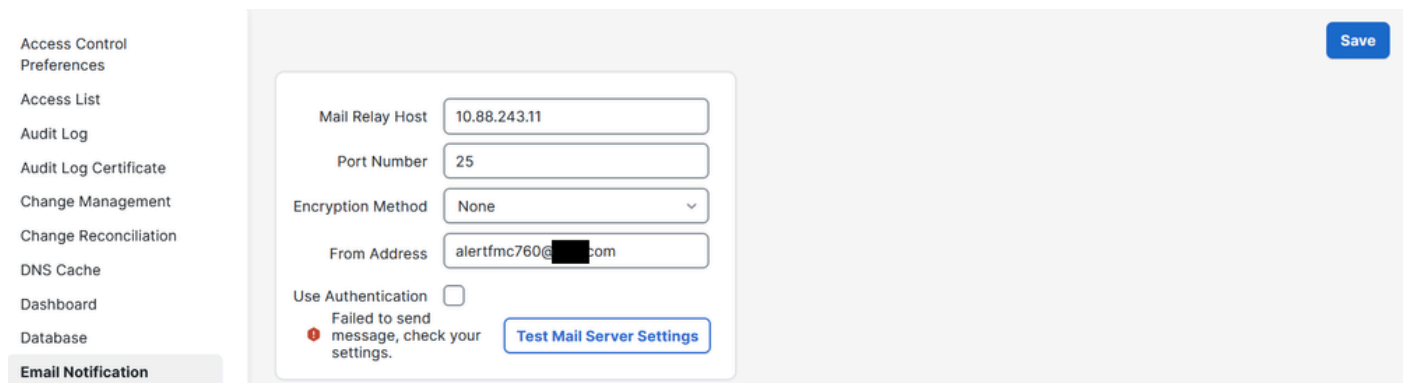 Access Control
Preferences
Access List
Audit Log
Audit Log Certificate
Change Management
Change Reconciliation
DNS Cache
Dashboard
Database
Email Notification
Save
Mail Relay Host
10.88.243.11
Port Number
25
Encryption Method
None
From Address
alertfmc760@ com
Use Authentication
Failed to send
message, check your
settings.
Test Mail Server Settings